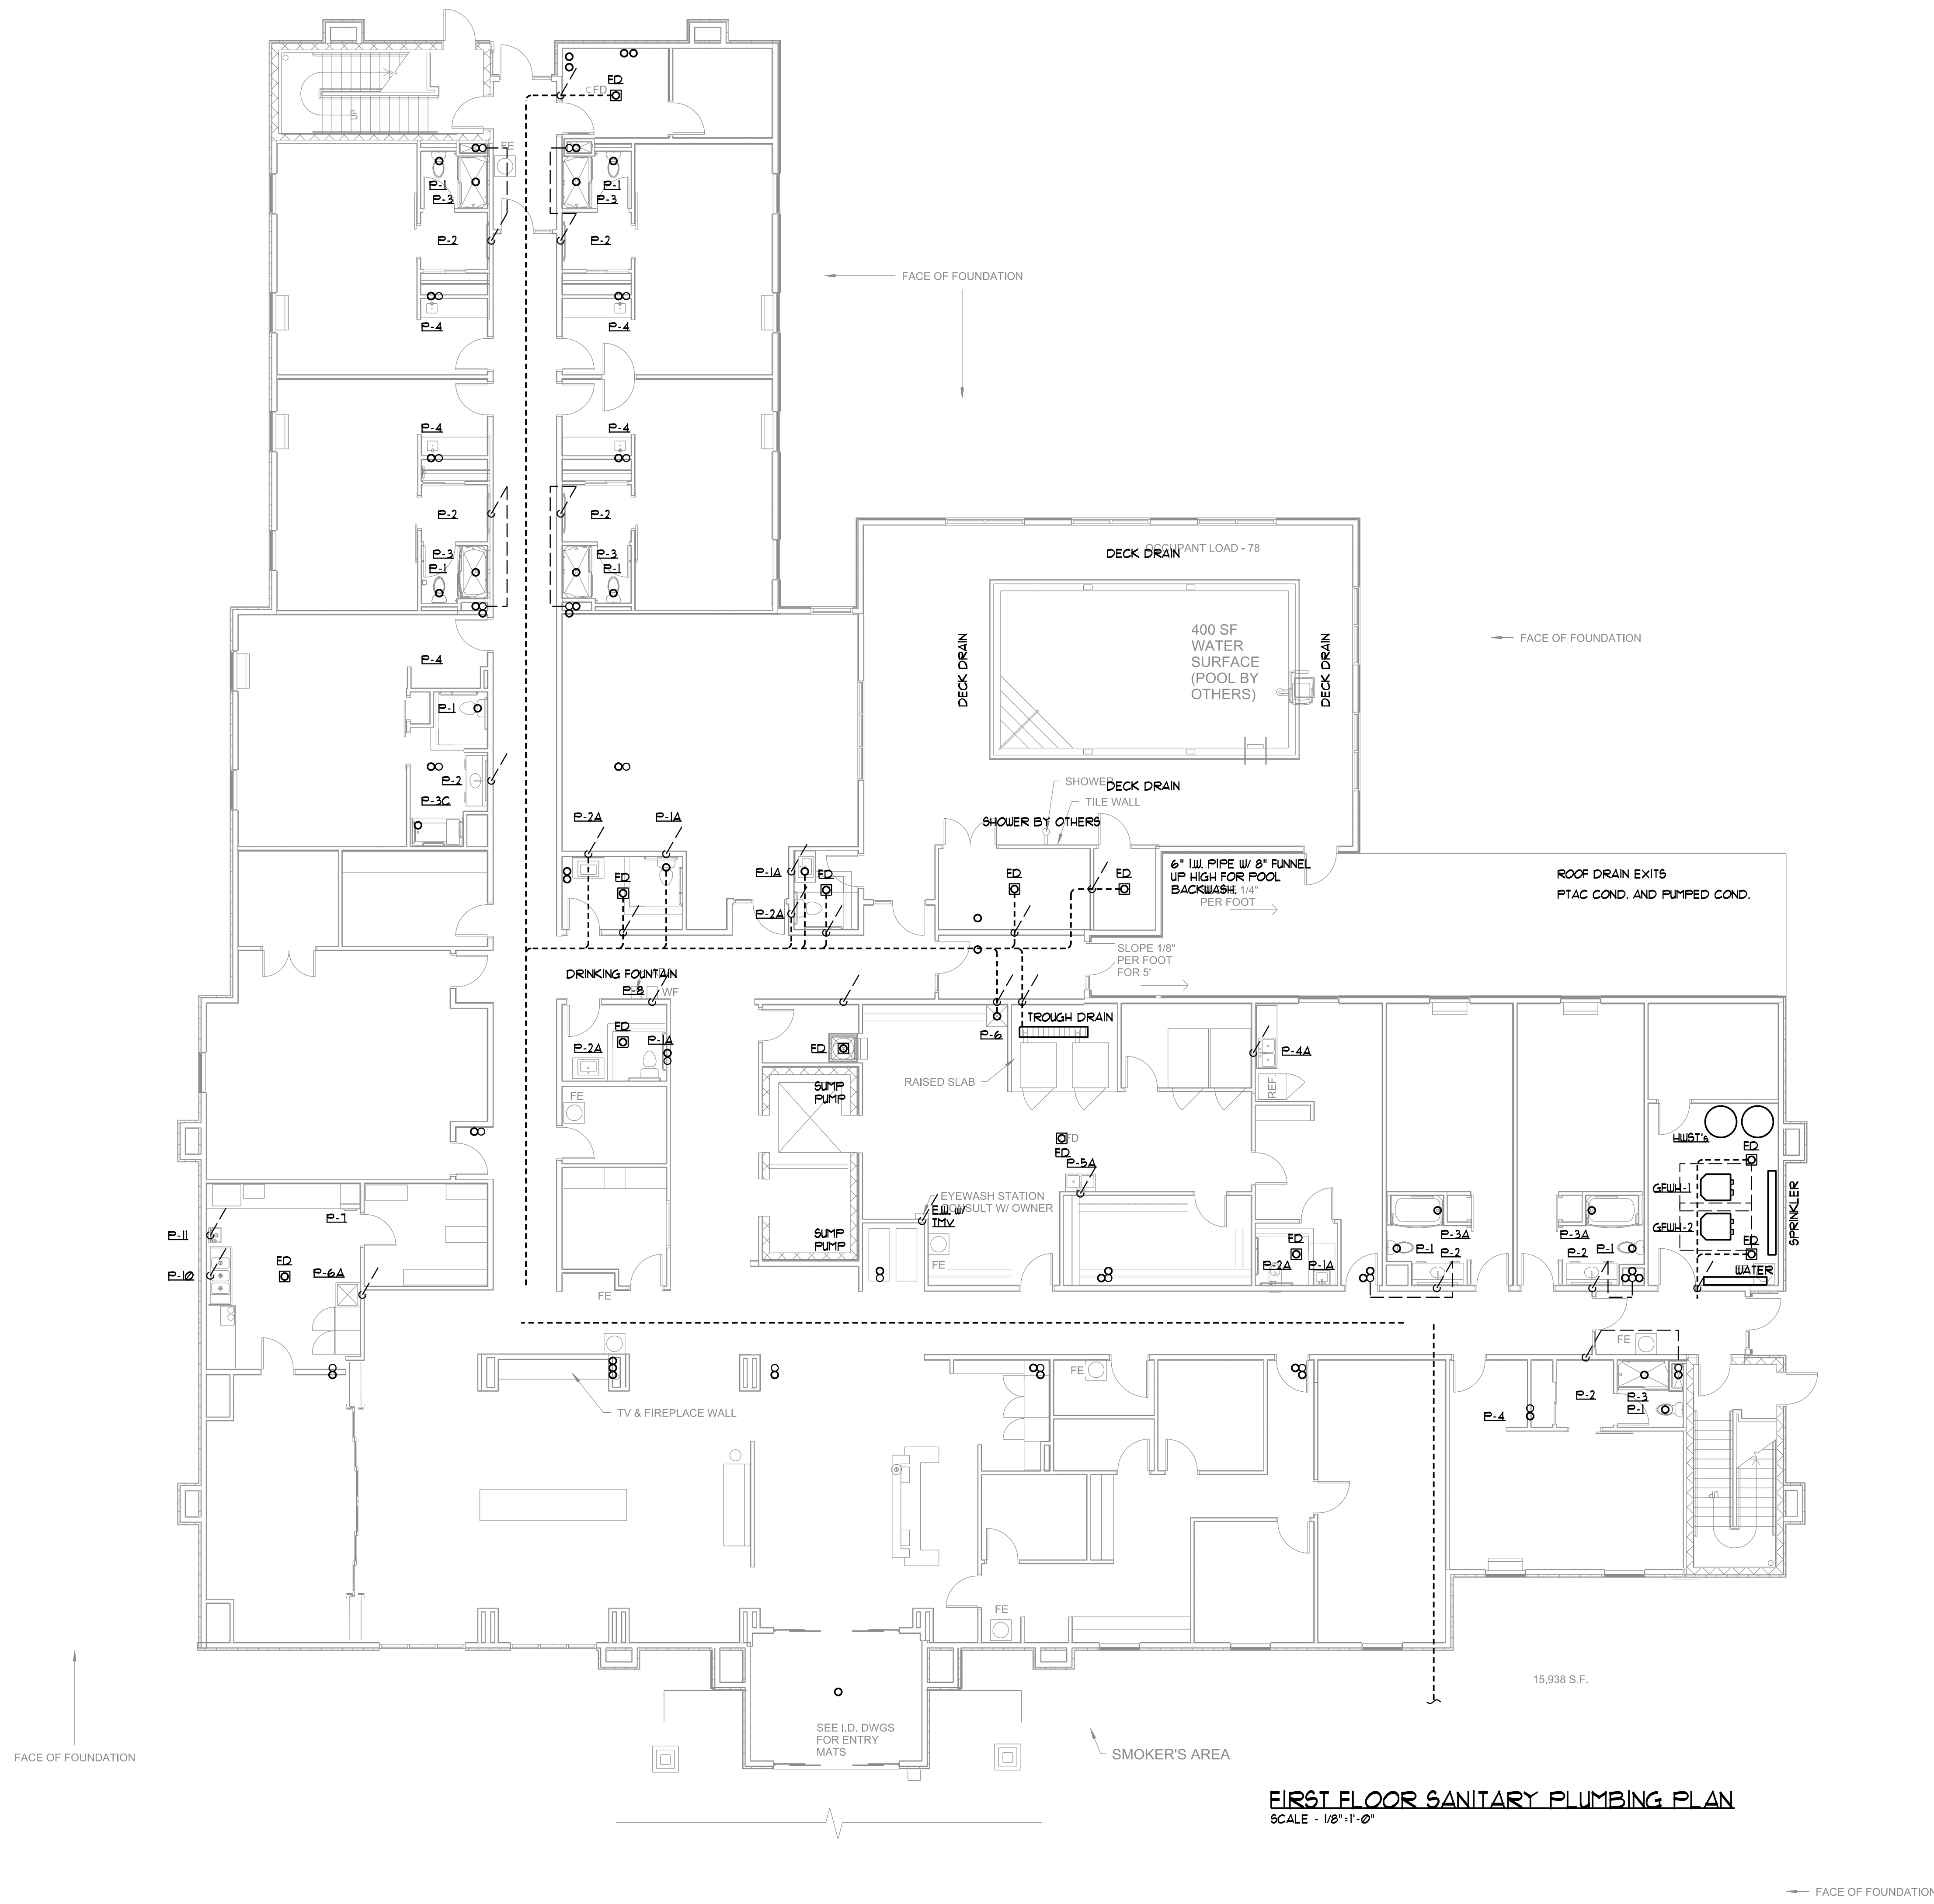 FD
FD
FE
P-1
P-3
P-1
P-3
UP
P-2
P-2
FACE OF FOUNDATION
P-4
P-4
P-4
P-4
P-2
P-2
P-3
P-1
P-3
P-1
OCCUPANT LOAD - 78
DECK DRAIN
400 SF
WATER
SURFACE
(POOL BY
OTHERS)
DECK DRAIN
DECK DRAIN
FACE OF FOUNDATION
P-4
P-1
P-2
P-3C
SHOWER
DECK DRAIN
TILE WALL
SHOWER BY OTHERS
P-2A
P-1A
P-1A
FD
FD
P-2A
FD
FD
6" I.W. PIPE W/ 8" FUNNEL
UP HIGH FOR POOL
BACKWASH.
1/4"
PER FOOT
ROOF DRAIN EXITS
PTAC COND. AND PUMPED COND.
SLOPE 1/8"
PER FOOT
FOR 5'
DRINKING FOUNTAIN
P-8
WF
FD
P-1A
P-2A
FD
P-6
TROUGH DRAIN
RAISED SLAB
P-4A
REF.
FE
SUMP
PUMP
FD
FD
P-5A
HWST's
FD
GFWH-1
GFWH-2
FD
SPRINKLER
WATER
EYEWASH STATION
CONSULT W/ OWNER
E.W. w/
TMV
SUMP
PUMP
FE
FD
P-2A
P-1A
P-3A
P-1
P-2
P-3A
P-2
P-1
P-7
P-11
P-10
FD
P-6A
FE
FE
FE
TV & FIREPLACE WALL
P-4
P-2
P-3
P-1
UP
FE
15,938 S.F.
SEE I.D. DWGS
FOR ENTRY
MATS
SMOKER'S AREA
FACE OF FOUNDATION
FIRST FLOOR SANITARY PLUMBING PLAN
SCALE - 1/8"=1'-0"
FACE OF FOUNDATION